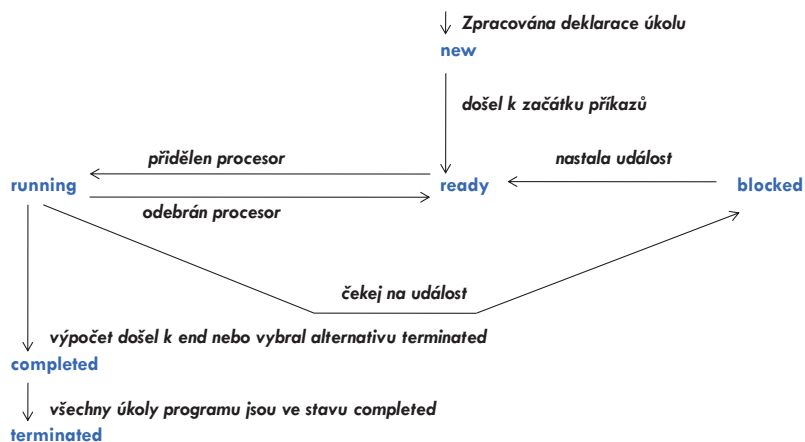 Zpracována deklarace úkolu
new
došel k začátku příkazů
přidělen procesor
nastala událost
running
ready
blocked
odebrán procesor
čekej na událost
výpočet došel k end nebo vybral alternativu terminated
completed
všechny úkoly programu jsou ve stavu completed
terminated